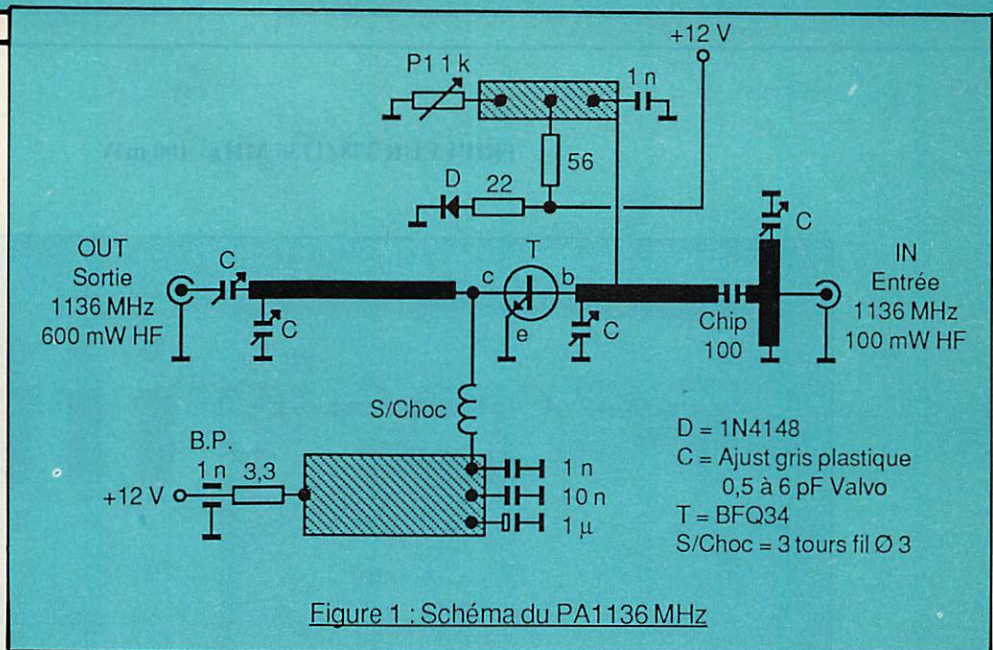 +12 V
P1 1 k
1 n
56
D
22
C
OUT
Sortie
1136 MHz
600 mW HF
C
C
T
c
b
e
C
Chip
100
IN
Entrée
1136 MHz
100 mW HF
S/Choc
B.P.
1 n
3,3
+12 V
1 n
10 n
1 µ
D = 1N4148
C = Ajust gris plastique
0,5 à 6 pF Valvo
T = BFQ34
S/Choc = 3 tours fil Ø 3
Figure 1 : Schéma du PA1136 MHz